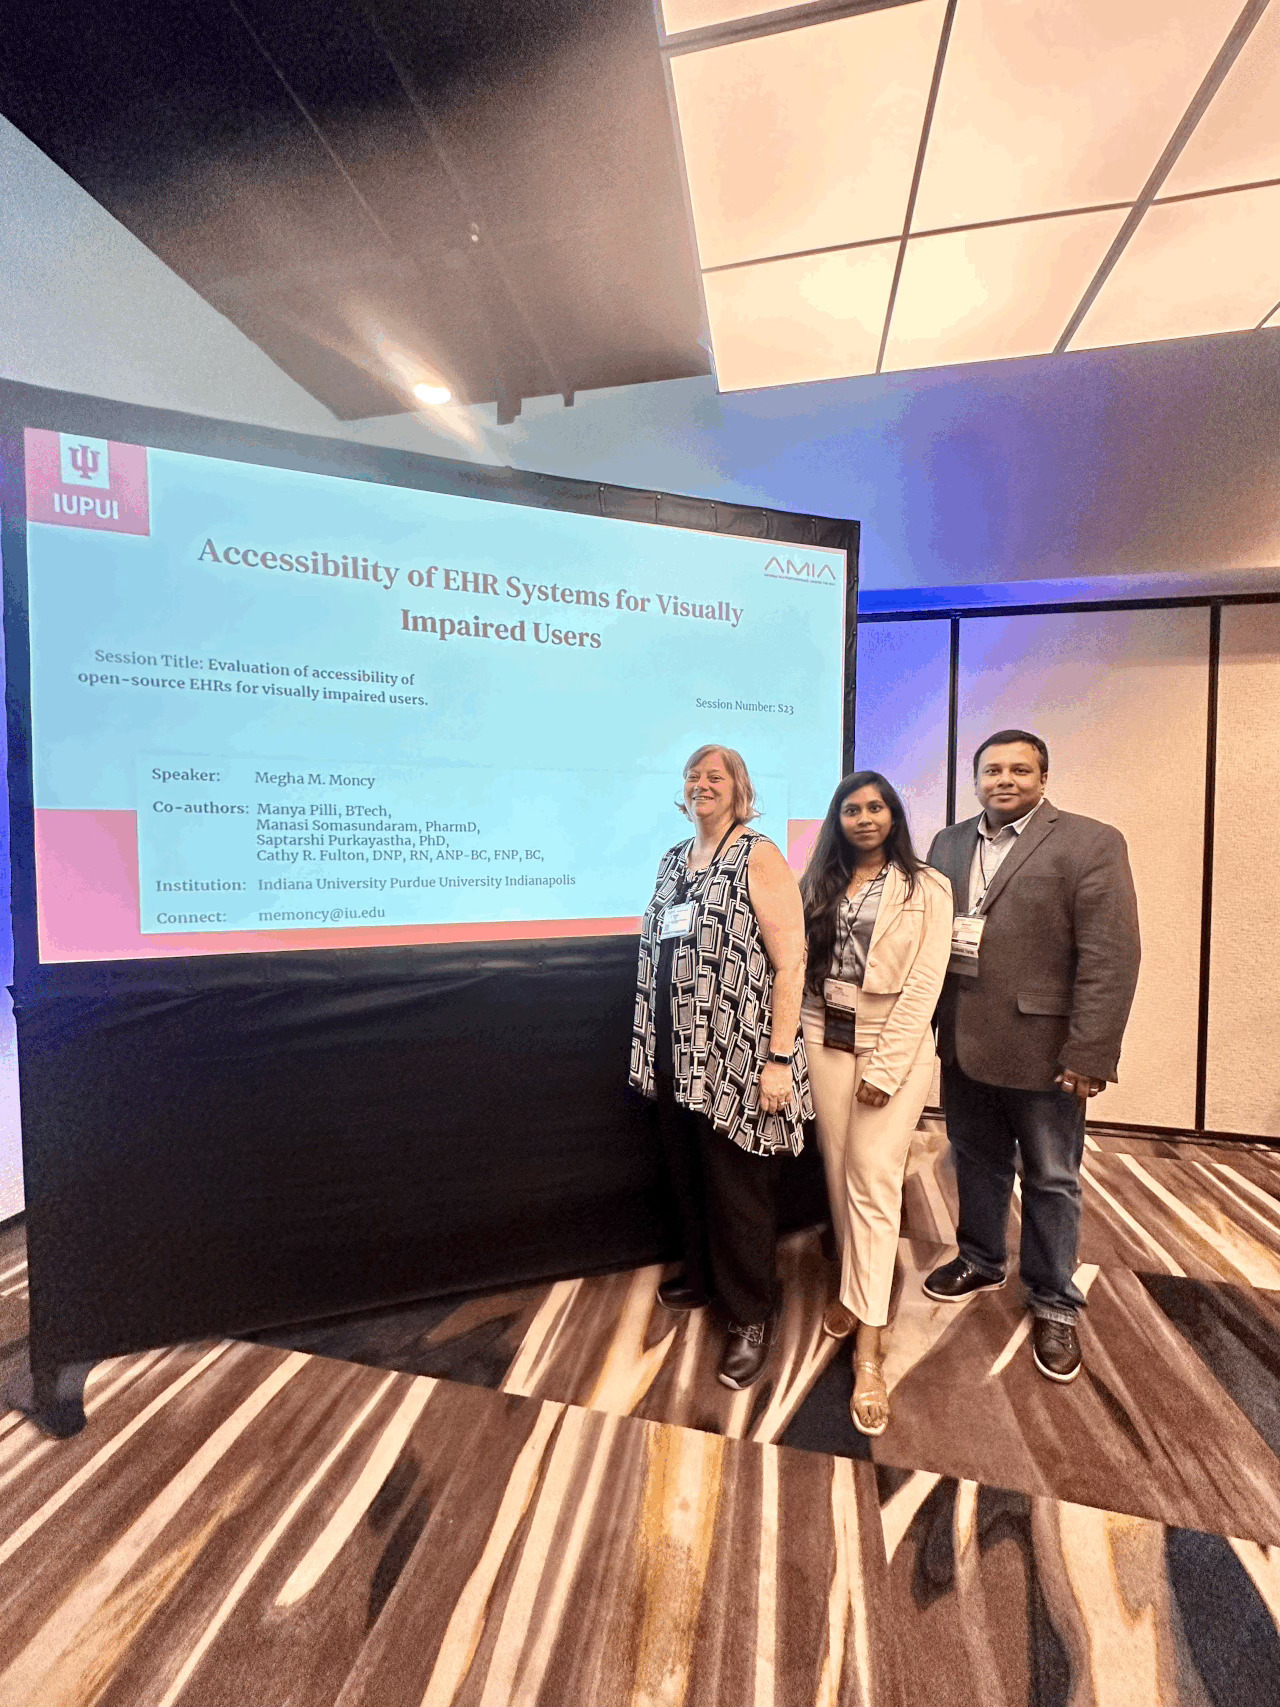 IUPUI
AMIA
Accessibility of EHR Systems for Visually
Impaired Users
Session Title: Evaluation of accessibility of
open-source EHRs for visually impaired users.
Session Number: S23
Speaker: Megha M. Moncy
Co-authors: Manya Pilli, BTech,
Manasi Somasundaram, PharmD,
Saptarshi Purkayastha, PhD,
Cathy R. Fulton, DNP, RN, ANP-BC, FNP, BC,
Institution: Indiana University Purdue University Indianapolis
Connect: memoncy@iu.edu